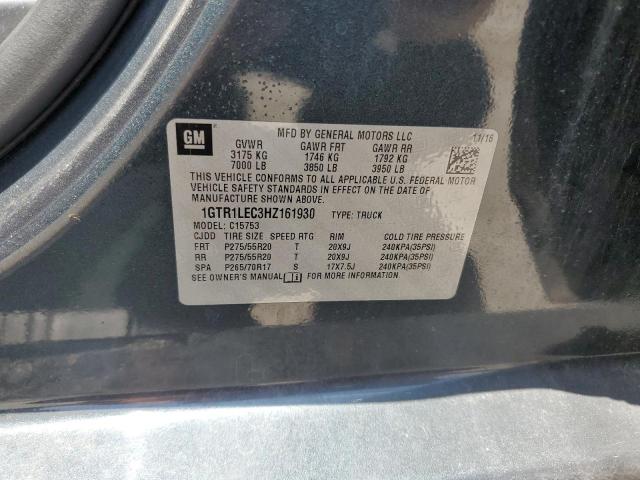 GM
MFD BY GENERAL MOTORS LLC
11/16
GVWR GAWR FRT GAWR RR
3175 KG 1746 KG 1792 KG
7000 LB 3850 LB 3950 LB
THIS VEHICLE CONFORMS TO ALL APPLICABLE U.S. FEDERAL MOTOR
VEHICLE SAFETY STANDARDS IN EFFECT ON THE DATE OF
MANUFACTURE SHOWN ABOVE.
1GTR1LEC3HZ161930 TYPE: TRUCK
MODEL: C15753
CJDD TIRE SIZE SPEED RTG RIM COLD TIRE PRESSURE
FRT P275/55R20 T 20X9J 240KPA(35PSI)
RR P275/55R20 T 20X9J 240KPA(35PSI)
SPA P265/70R17 S 17X7.5J 240KPA(35PSI)
SEE OWNER'S MANUAL FOR MORE INFORMATION.